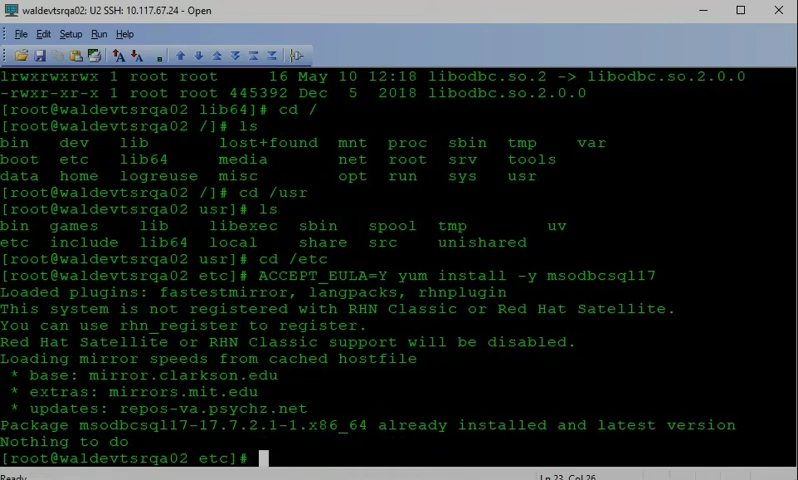 waldevtsrqa02: U2 SSH: 10.117.67.24 - Open
File Edit Setup Run Help
lrwxrwxrwx 1 root root 16 May 10 12:18 libodbc.so.2 -> libodbc.so.2.0.0
-rwxr-xr-x 1 root root 445392 Dec 5 2018 libodbc.so.2.0.0
[root@waldevtsrqa02 lib64]# cd /
[root@waldevtsrqa02 /]# ls
bin dev lib lost+found mnt proc sbin tmp var
boot etc lib64 media net root srv tools
data home logreuse misc opt run sys usr
[root@waldevtsrqa02 /]# cd /usr
[root@waldevtsrqa02 usr]# ls
bin games lib libexec sbin spool tmp uv
etc include lib64 local share src unishared
[root@waldevtsrqa02 usr]# cd /etc
[root@waldevtsrqa02 etc]# ACCEPT_EULA=Y yum install -y msodbcsql17
Loaded plugins: fastestmirror, langpacks, rhnplugin
This system is not registered with RHN Classic or Red Hat Satellite.
You can use rhn_register to register.
Red Hat Satellite or RHN Classic support will be disabled.
Loading mirror speeds from cached hostfile
* base: mirror.clarkson.edu
* extras: mirrors.mit.edu
* updates: repos-va.psychz.net
Package msodbcsql17-17.7.2.1-1.x86_64 already installed and latest version
Nothing to do
[root@waldevtsrqa02 etc]#
Ready Ln 23, Col 26